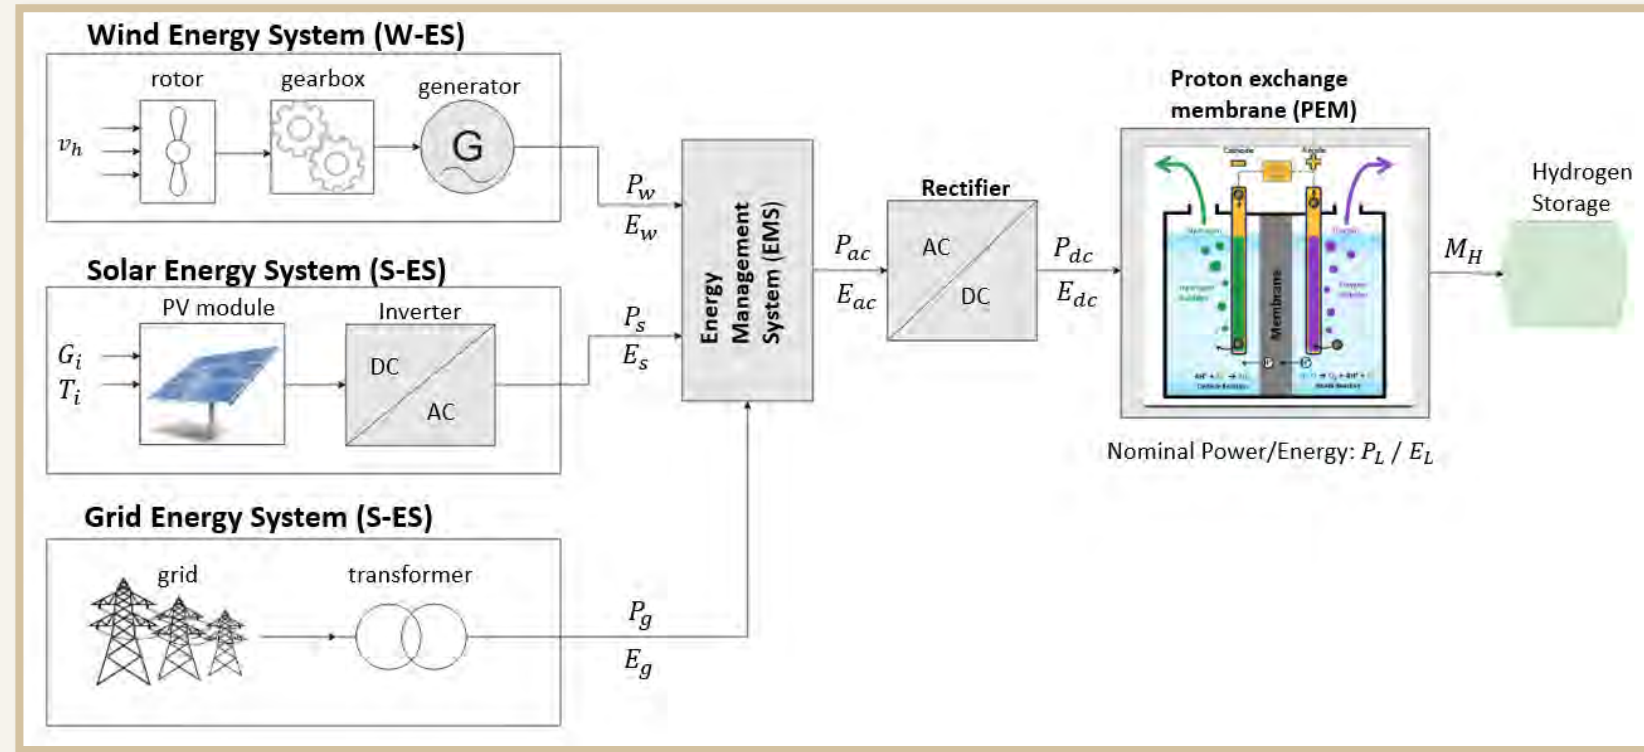 Wind Energy System (W-ES)
rotor
gearbox
generator
v_h
G
P_w
E_w
Solar Energy System (S-ES)
PV module
Inverter
G_i
T_i
DC
AC
P_s
E_s
Grid Energy System (S-ES)
grid
transformer
P_g
E_g
Energy
Management
System (EMS)
P_ac
E_ac
Rectifier
AC
DC
P_dc
E_dc
Proton exchange
membrane (PEM)
Cathode
Anode
Membrane
Nominal Power/Energy: P_L / E_L
M_H
Hydrogen
Storage